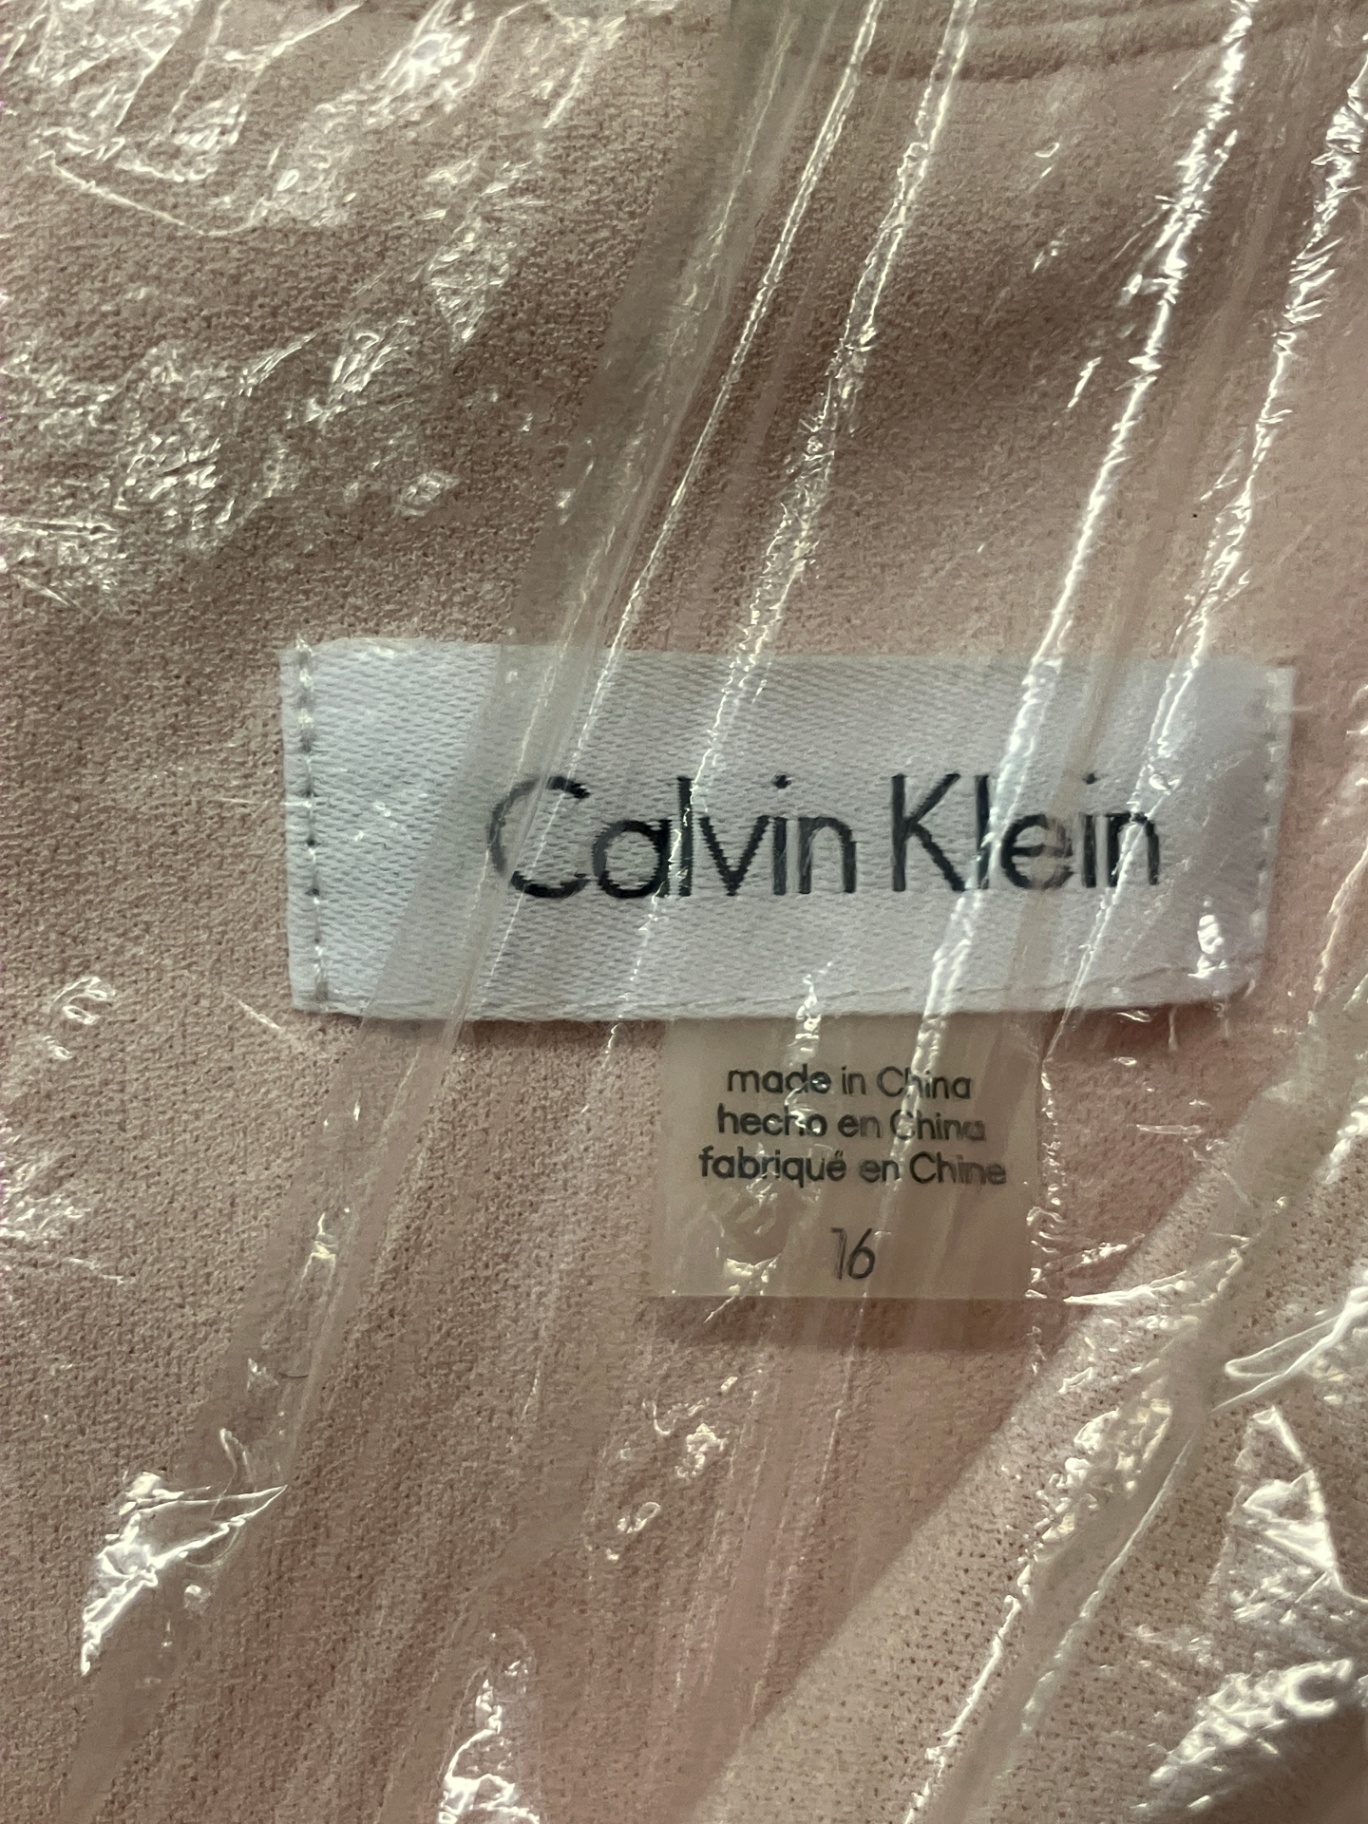 Calvin Klein
made in China
hecho en China
fabriqué en Chine
16